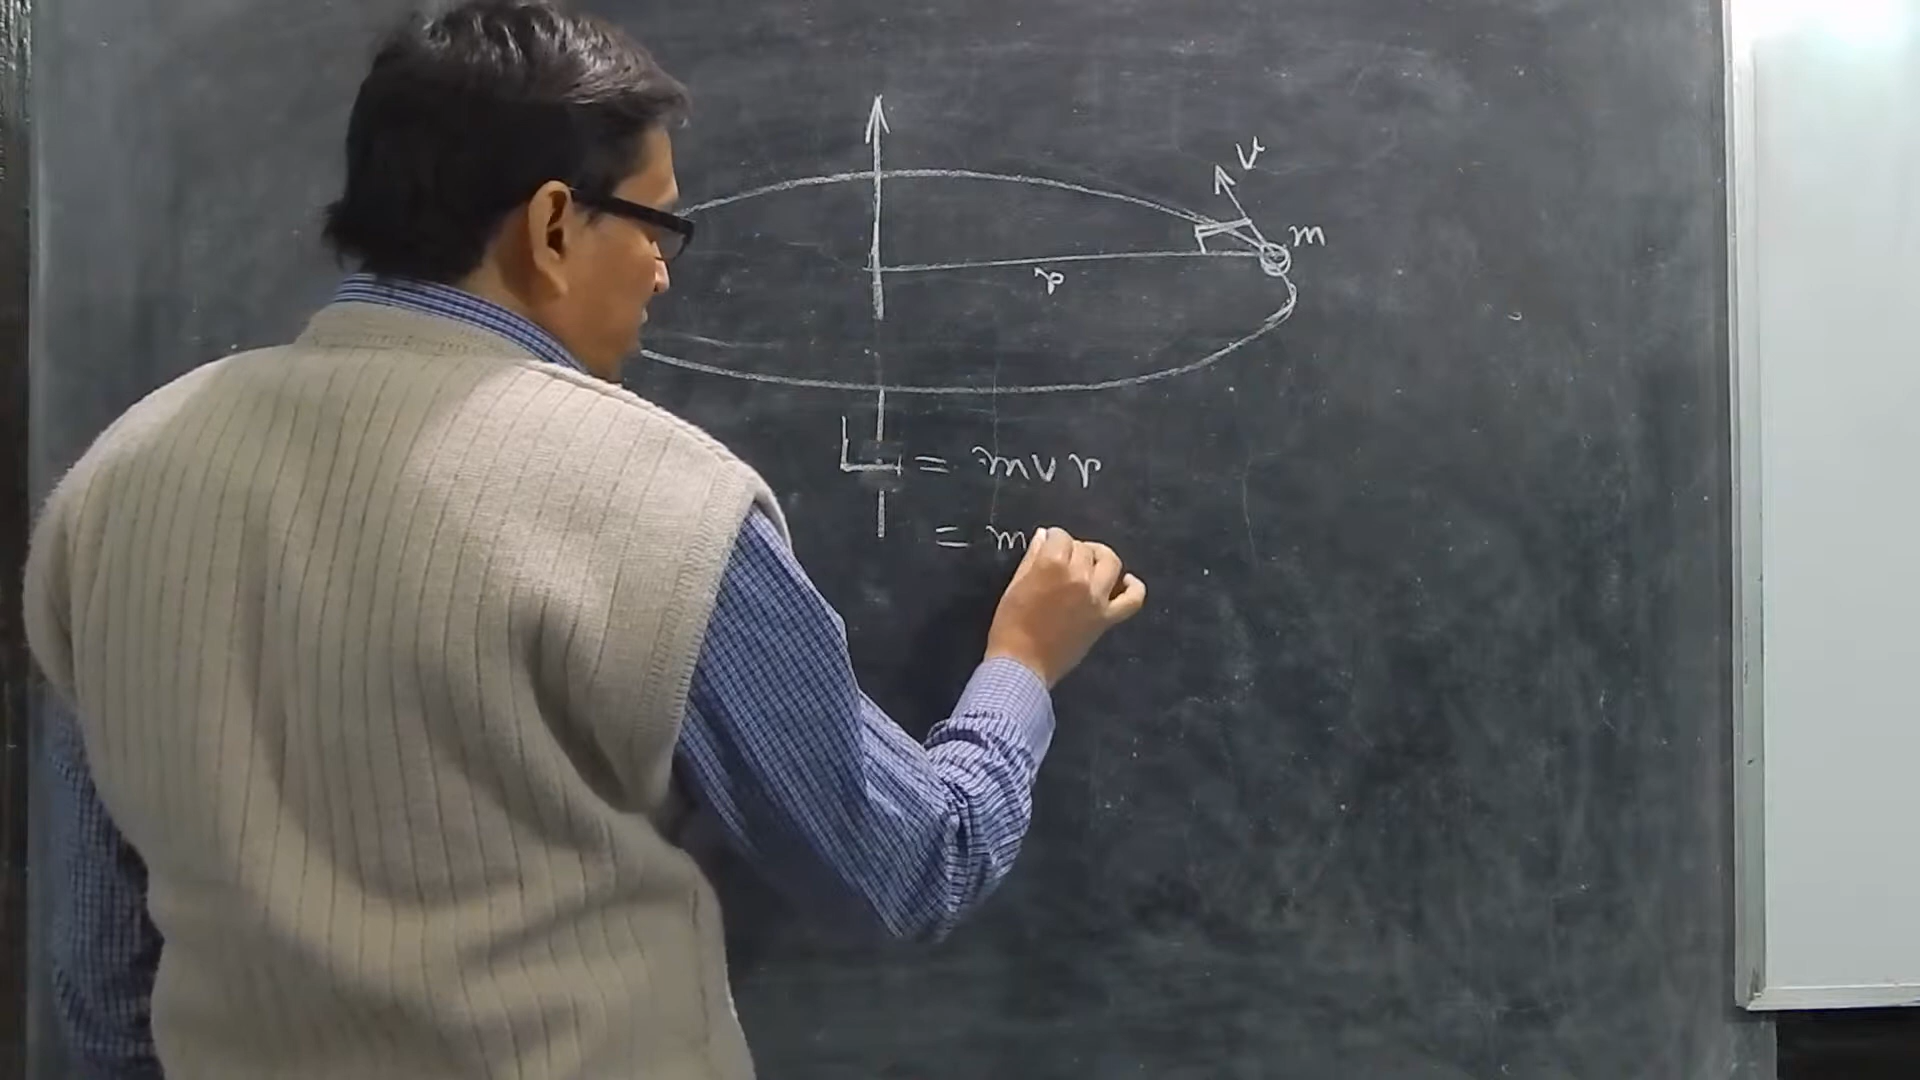 v
m
r
L = mvr
= m